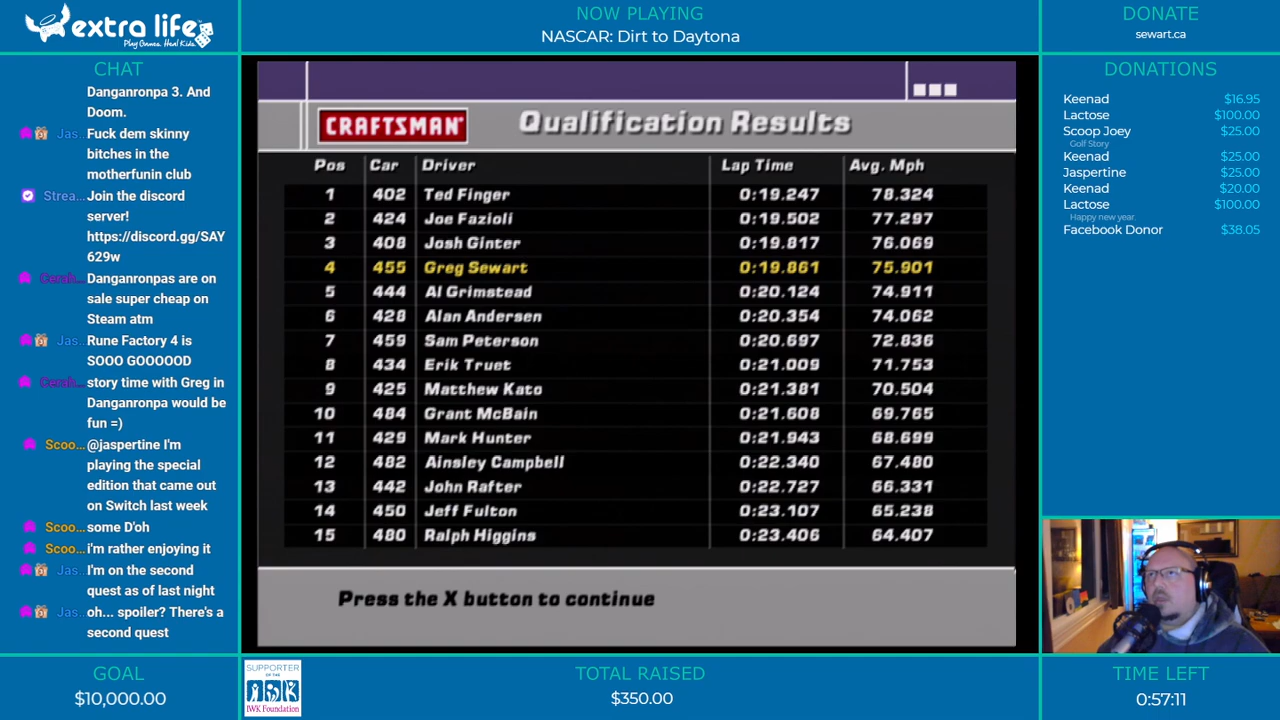 extra life
Play Games. Heal Kids.
NOW PLAYING
NASCAR: Dirt to Daytona
DONATE
sewart.ca
CHAT
Danganronpa 3. And
Doom.
Jas... Fuck dem skinny
bitches in the
motherfunin club
Strea... Join the discord
server!
https://discord.gg/SAY
629w
Danganronpas are on
sale super cheap on
Steam atm
Jas... Rune Factory 4 is
SOOO GOOOOOD
story time with Greg in
Danganronpa would be
fun =)
Scoo... @jaspertine I'm
playing the special
edition that came out
on Switch last week
Scoo... some D'oh
Scoo... i'm rather enjoying it
Jas... I'm on the second
quest as of last night
Jas... oh... spoiler? There's a
second quest
CRAFTSMAN
Qualification Results
Pos Car Driver Lap Time Avg. Mph
1 402 Ted Finger 0:19.247 78.324
2 424 Joe Fazioli 0:19.502 77.297
3 408 Josh Ginter 0:19.817 76.069
4 455 Greg Sewart 0:19.861 75.901
5 444 Al Grimstead 0:20.124 74.911
6 428 Alan Andersen 0:20.354 74.062
7 459 Sam Peterson 0:20.697 72.836
8 434 Erik Truet 0:21.009 71.753
9 425 Matthew Kato 0:21.381 70.504
10 484 Grant McBain 0:21.608 69.765
11 429 Mark Hunter 0:21.943 68.699
12 482 Ainsley Campbell 0:22.340 67.480
13 442 John Rafter 0:22.727 66.331
14 450 Jeff Fulton 0:23.107 65.238
15 480 Ralph Higgins 0:23.406 64.407
Press the X button to continue
DONATIONS
Keenad $16.95
Lactose $100.00
Scoop Joey $25.00
Golf Story
Keenad $25.00
Jaspertine $25.00
Keenad $20.00
Lactose $100.00
Happy new year.
Facebook Donor $38.05
GOAL
$10,000.00
SUPPORTER
OF THE
IWK
IWK Foundation
TOTAL RAISED
$350.00
TIME LEFT
0:57:11